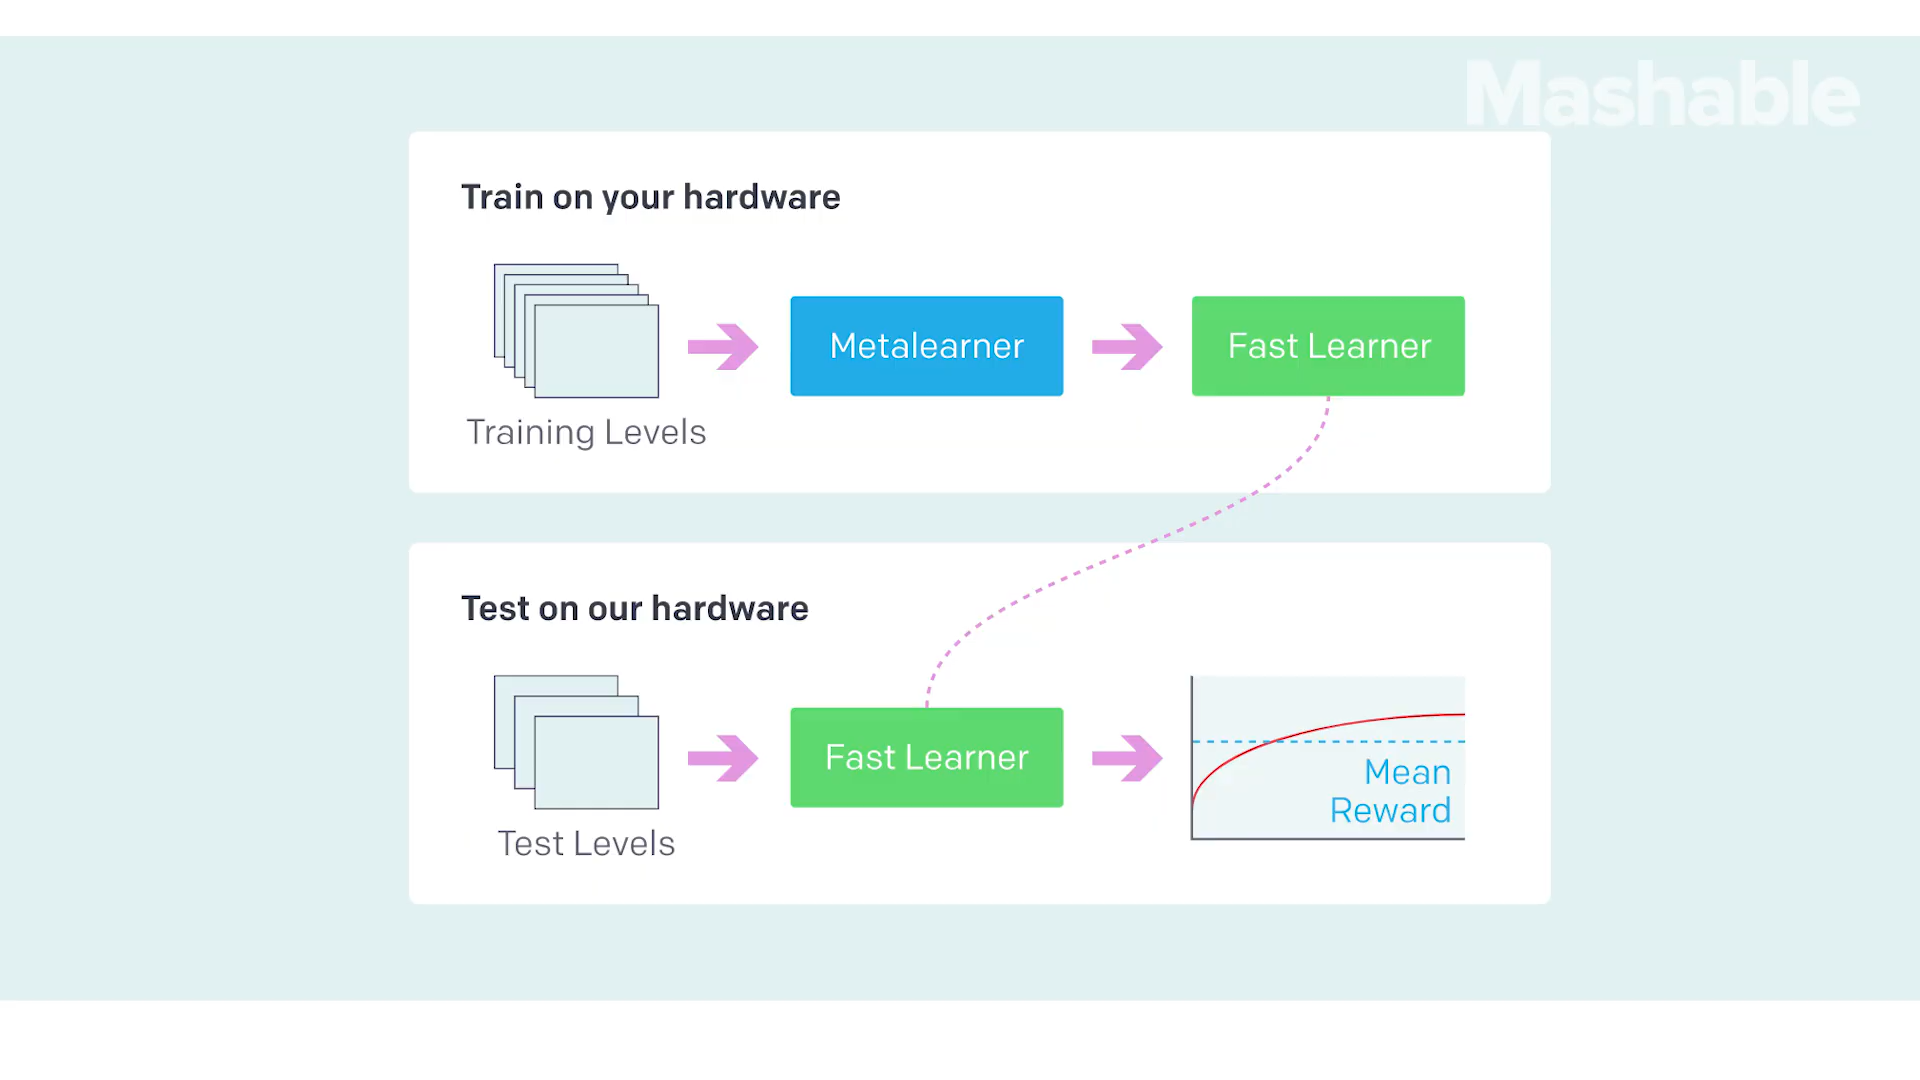 Mashable
Train on your hardware
Metalearner
Fast Learner
Training Levels
Test on our hardware
Fast Learner
Mean
Reward
Test Levels